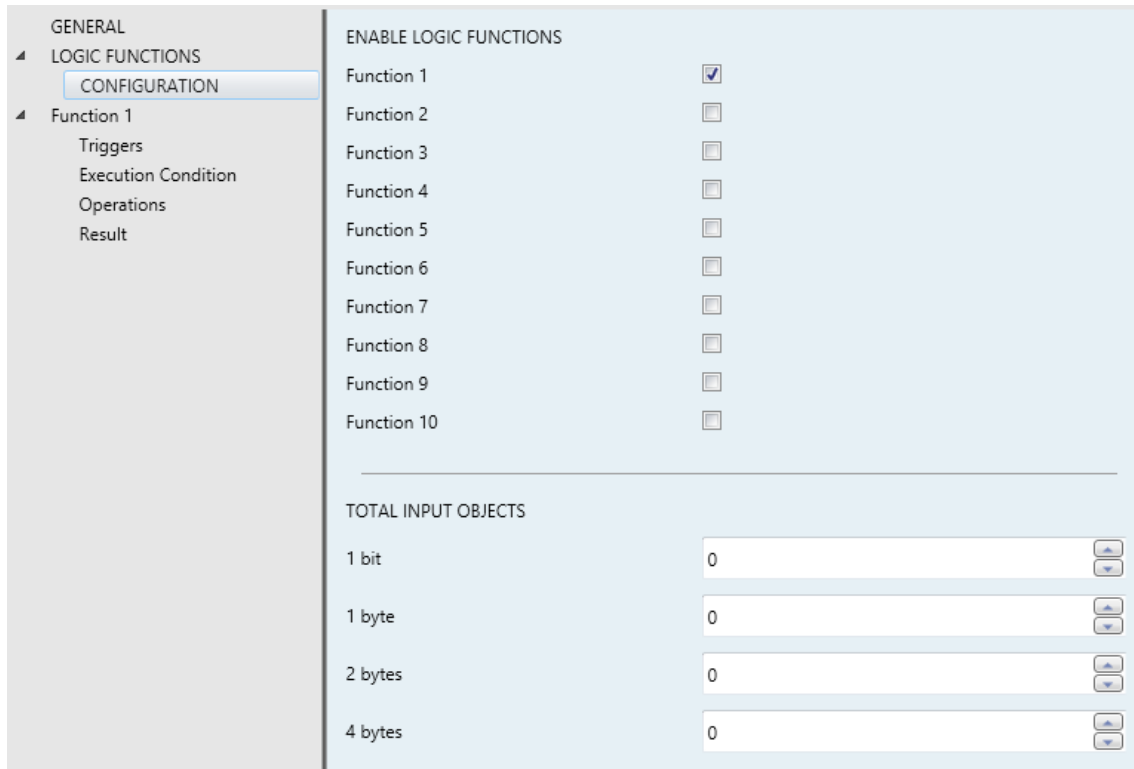 GENERAL
LOGIC FUNCTIONS
CONFIGURATION
Function 1
Triggers
Execution Condition
Operations
Result
ENABLE LOGIC FUNCTIONS
Function 1
Function 2
Function 3
Function 4
Function 5
Function 6
Function 7
Function 8
Function 9
Function 10
TOTAL INPUT OBJECTS
1 bit 0
1 byte 0
2 bytes 0
4 bytes 0